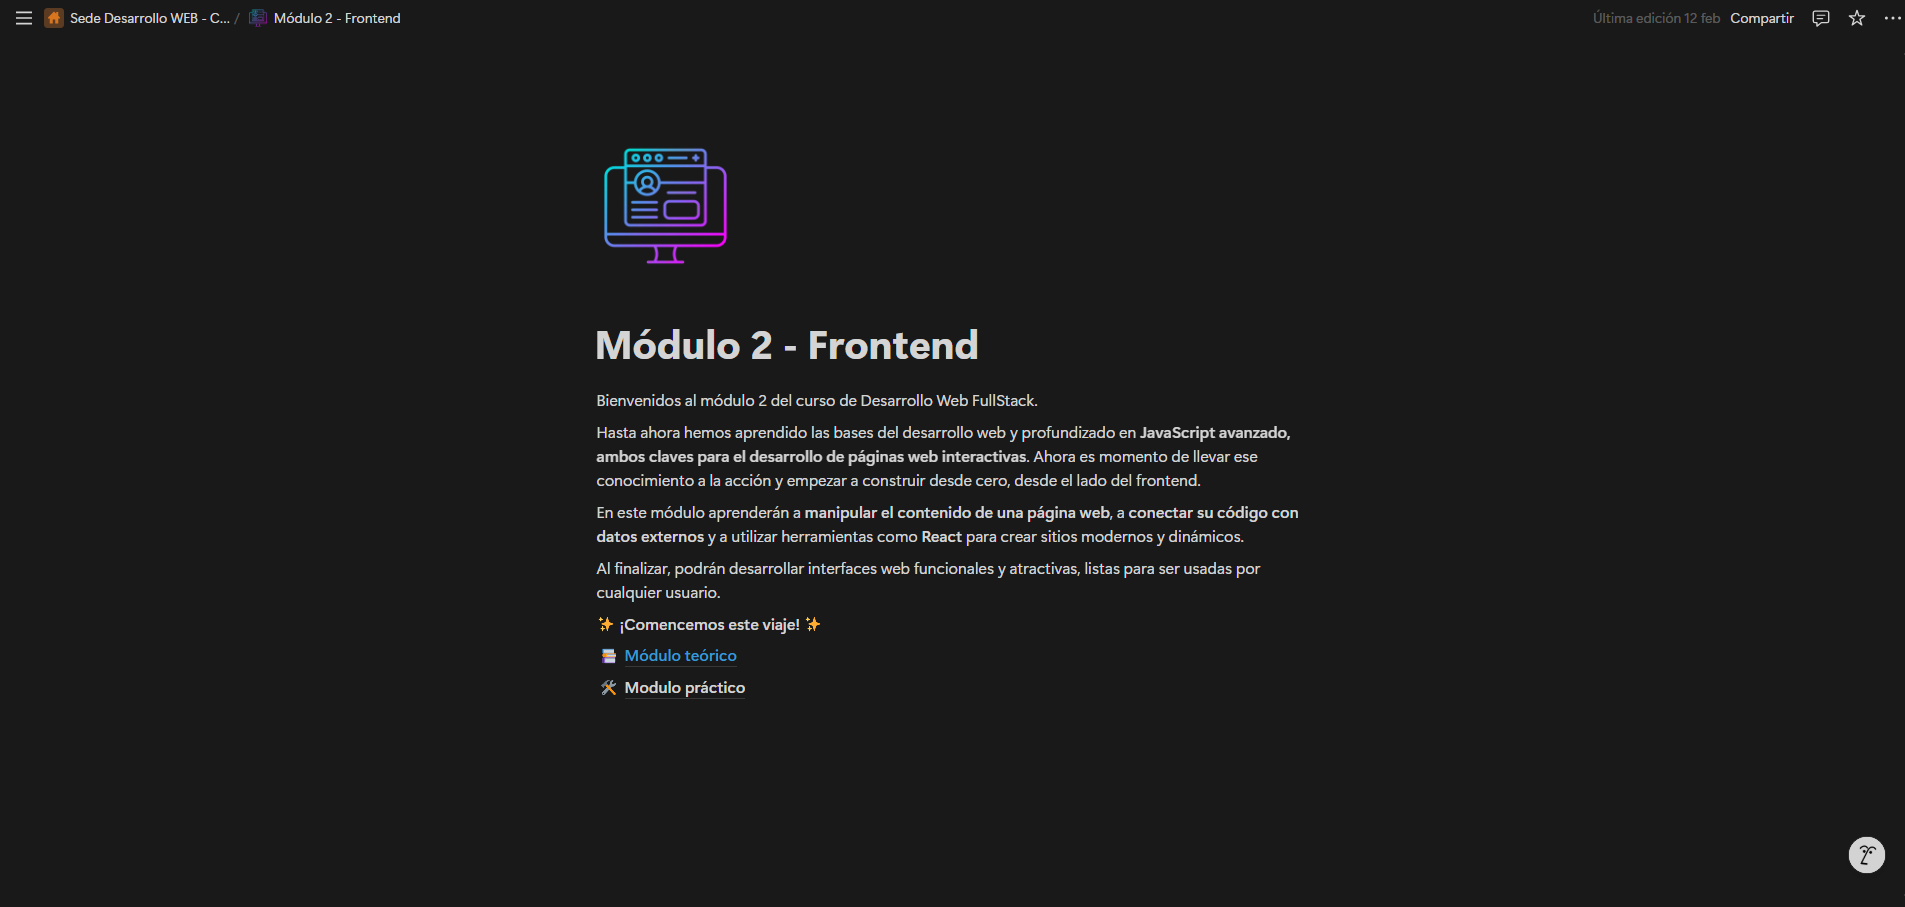 Sede Desarrollo WEB - C... / Módulo 2 - Frontend
Última edición 12 feb Compartir
Módulo 2 - Frontend
Bienvenidos al módulo 2 del curso de Desarrollo Web FullStack.
Hasta ahora hemos aprendido las bases del desarrollo web y profundizado en JavaScript avanzado,
ambos claves para el desarrollo de páginas web interactivas. Ahora es momento de llevar ese
conocimiento a la acción y empezar a construir desde cero, desde el lado del frontend.
En este módulo aprenderán a manipular el contenido de una página web, a conectar su código con
datos externos y a utilizar herramientas como React para crear sitios modernos y dinámicos.
Al finalizar, podrán desarrollar interfaces web funcionales y atractivas, listas para ser usadas por
cualquier usuario.
✨ ¡Comencemos este viaje! ✨
📚 Módulo teórico
🛠️ Modulo práctico